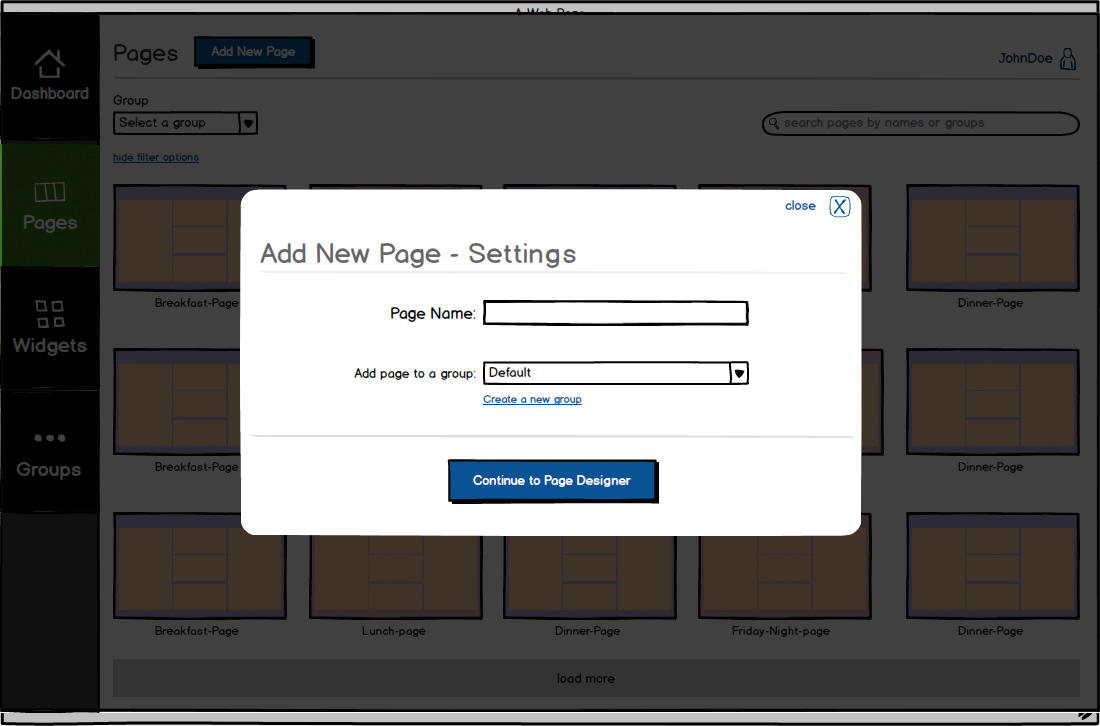 A Web Page
Dashboard
Pages
Widgets
Groups
Pages
Add New Page
JohnDoe
Group
Select a group
search pages by names or groups
hide filter options
close X
Add New Page - Settings
Page Name:
Add page to a group: Default
Create a new group
Continue to Page Designer
Breakfast-Page
Dinner-Page
Breakfast-Page
Dinner-Page
Breakfast-Page
Lunch-page
Dinner-Page
Friday-Night-page
Dinner-Page
load more